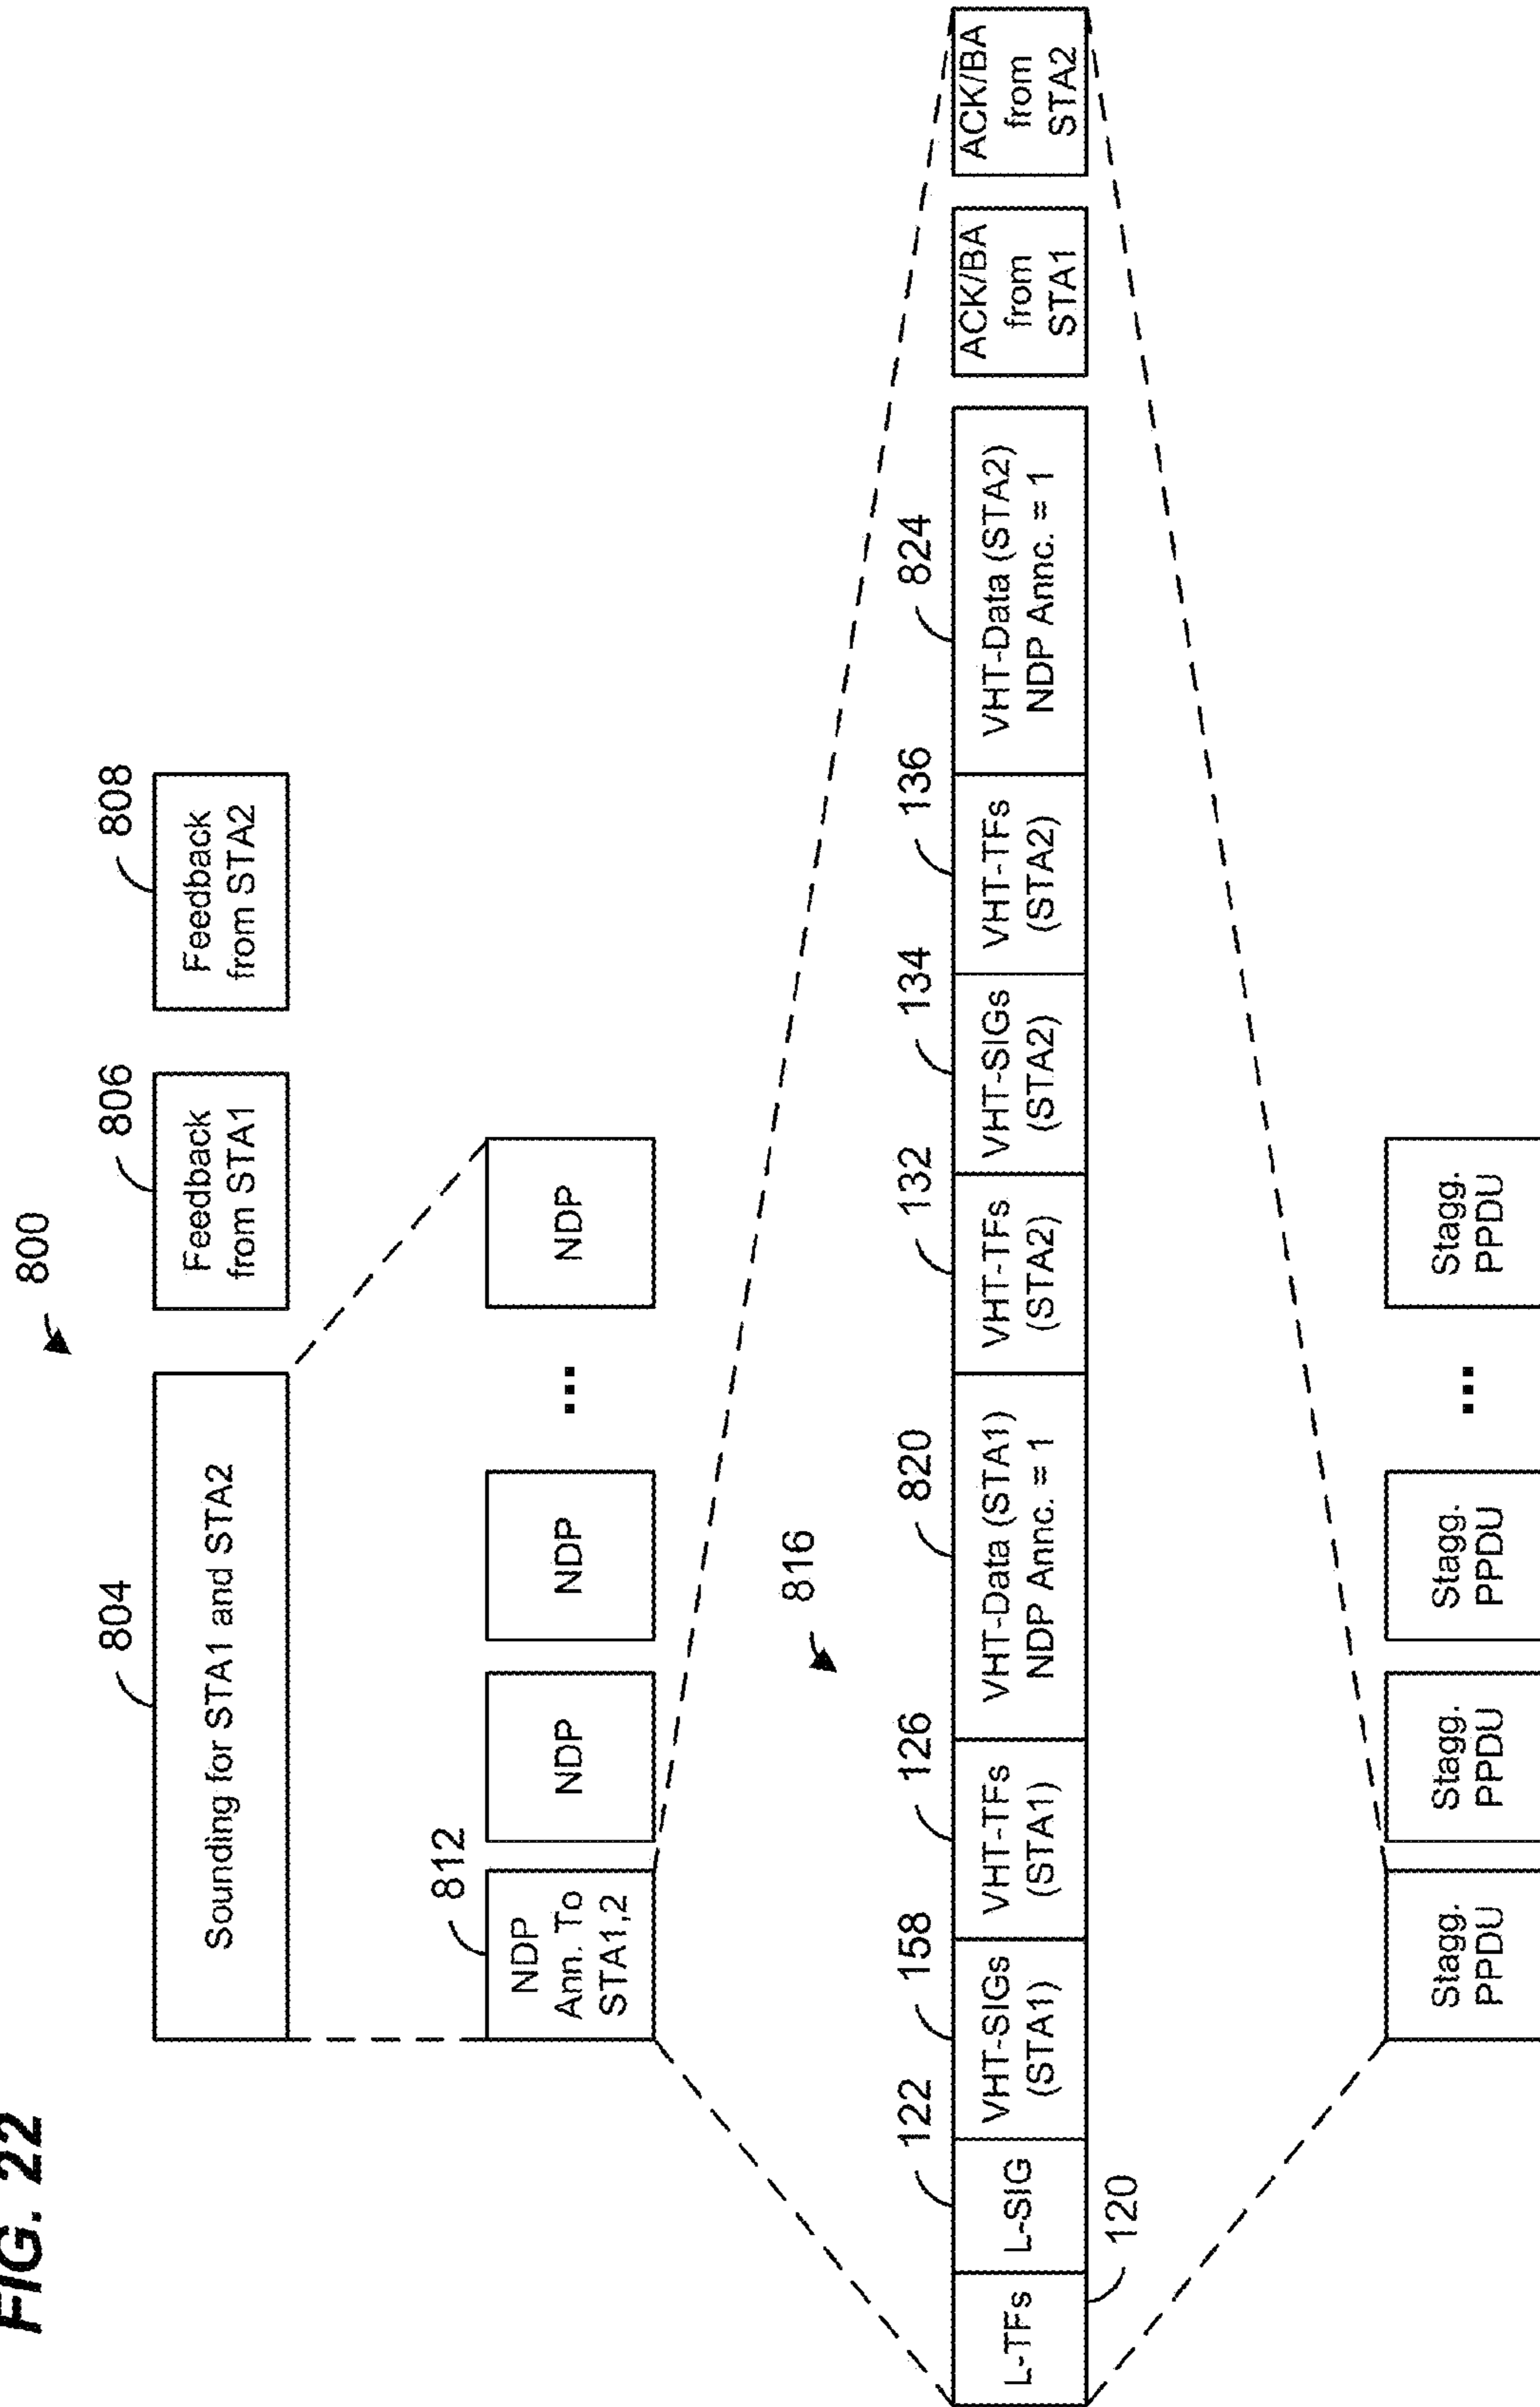 FIG. 22
800
804
Sounding for STA1 and STA2
806
Feedback
from STA1
808
Feedback
from STA2
812
NDP
Ann. To
STA1,2
NDP
NDP
...
NDP
816
122
158
126
820
132
134
136
824
L-TFs
L-SIG
VHT-SIGs
(STA1)
VHT-TFs
(STA1)
VHT-Data (STA1)
NDP Annc. = 1
VHT-TFs
(STA2)
VHT-SIGs
(STA2)
VHT-TFs
(STA2)
VHT-Data (STA2)
NDP Annc. = 1
ACK/BA
from
STA1
ACK/BA
from
STA2
120
Stagg.
PPDU
Stagg.
PPDU
Stagg.
PPDU
...
Stagg.
PPDU